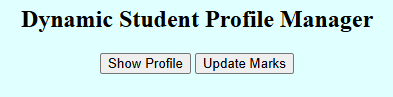 Dynamic Student Profile Manager
Show Profile Update Marks